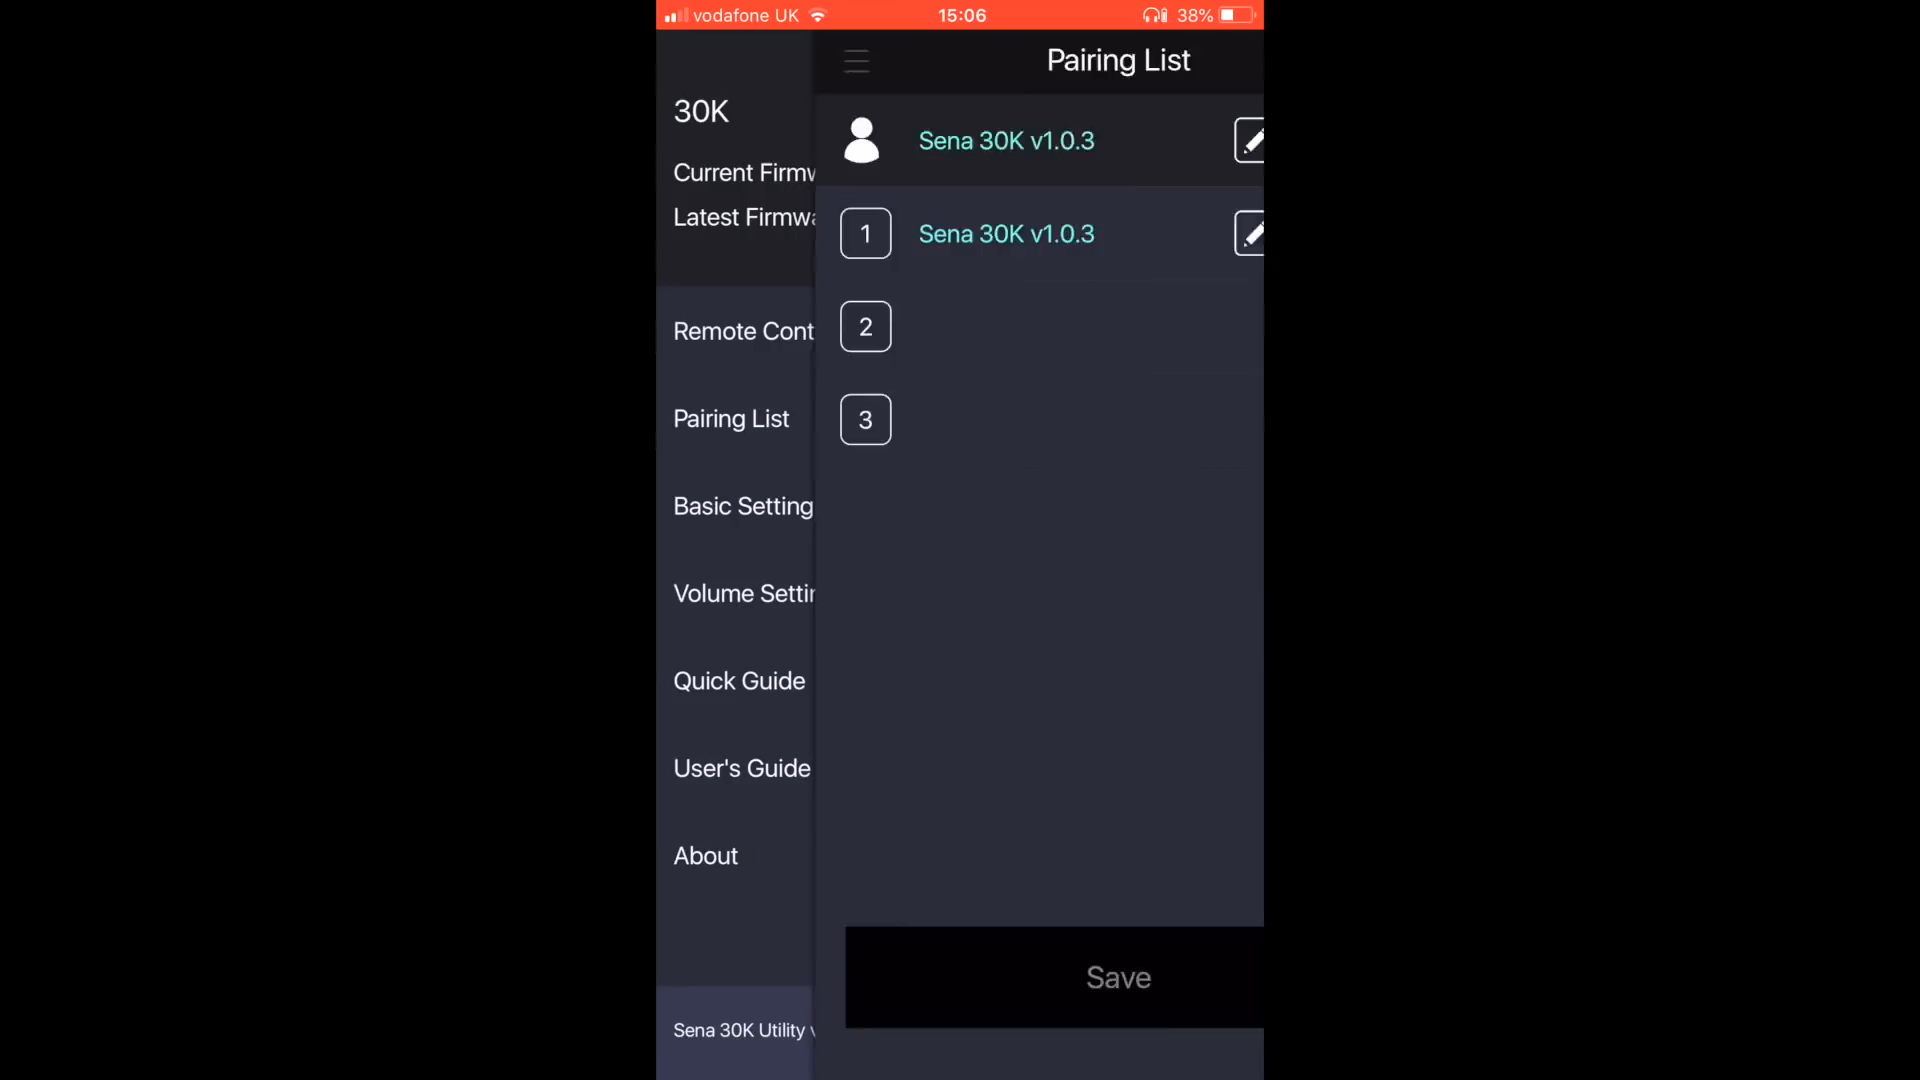 vodafone UK 15:06 38%
Pairing List
30K
Sena 30K v1.0.3
Current Firmw
Latest Firmwa
1 Sena 30K v1.0.3
Remote Cont
2
Pairing List
3
Basic Setting
Volume Settin
Quick Guide
User's Guide
About
Save
Sena 30K Utility v